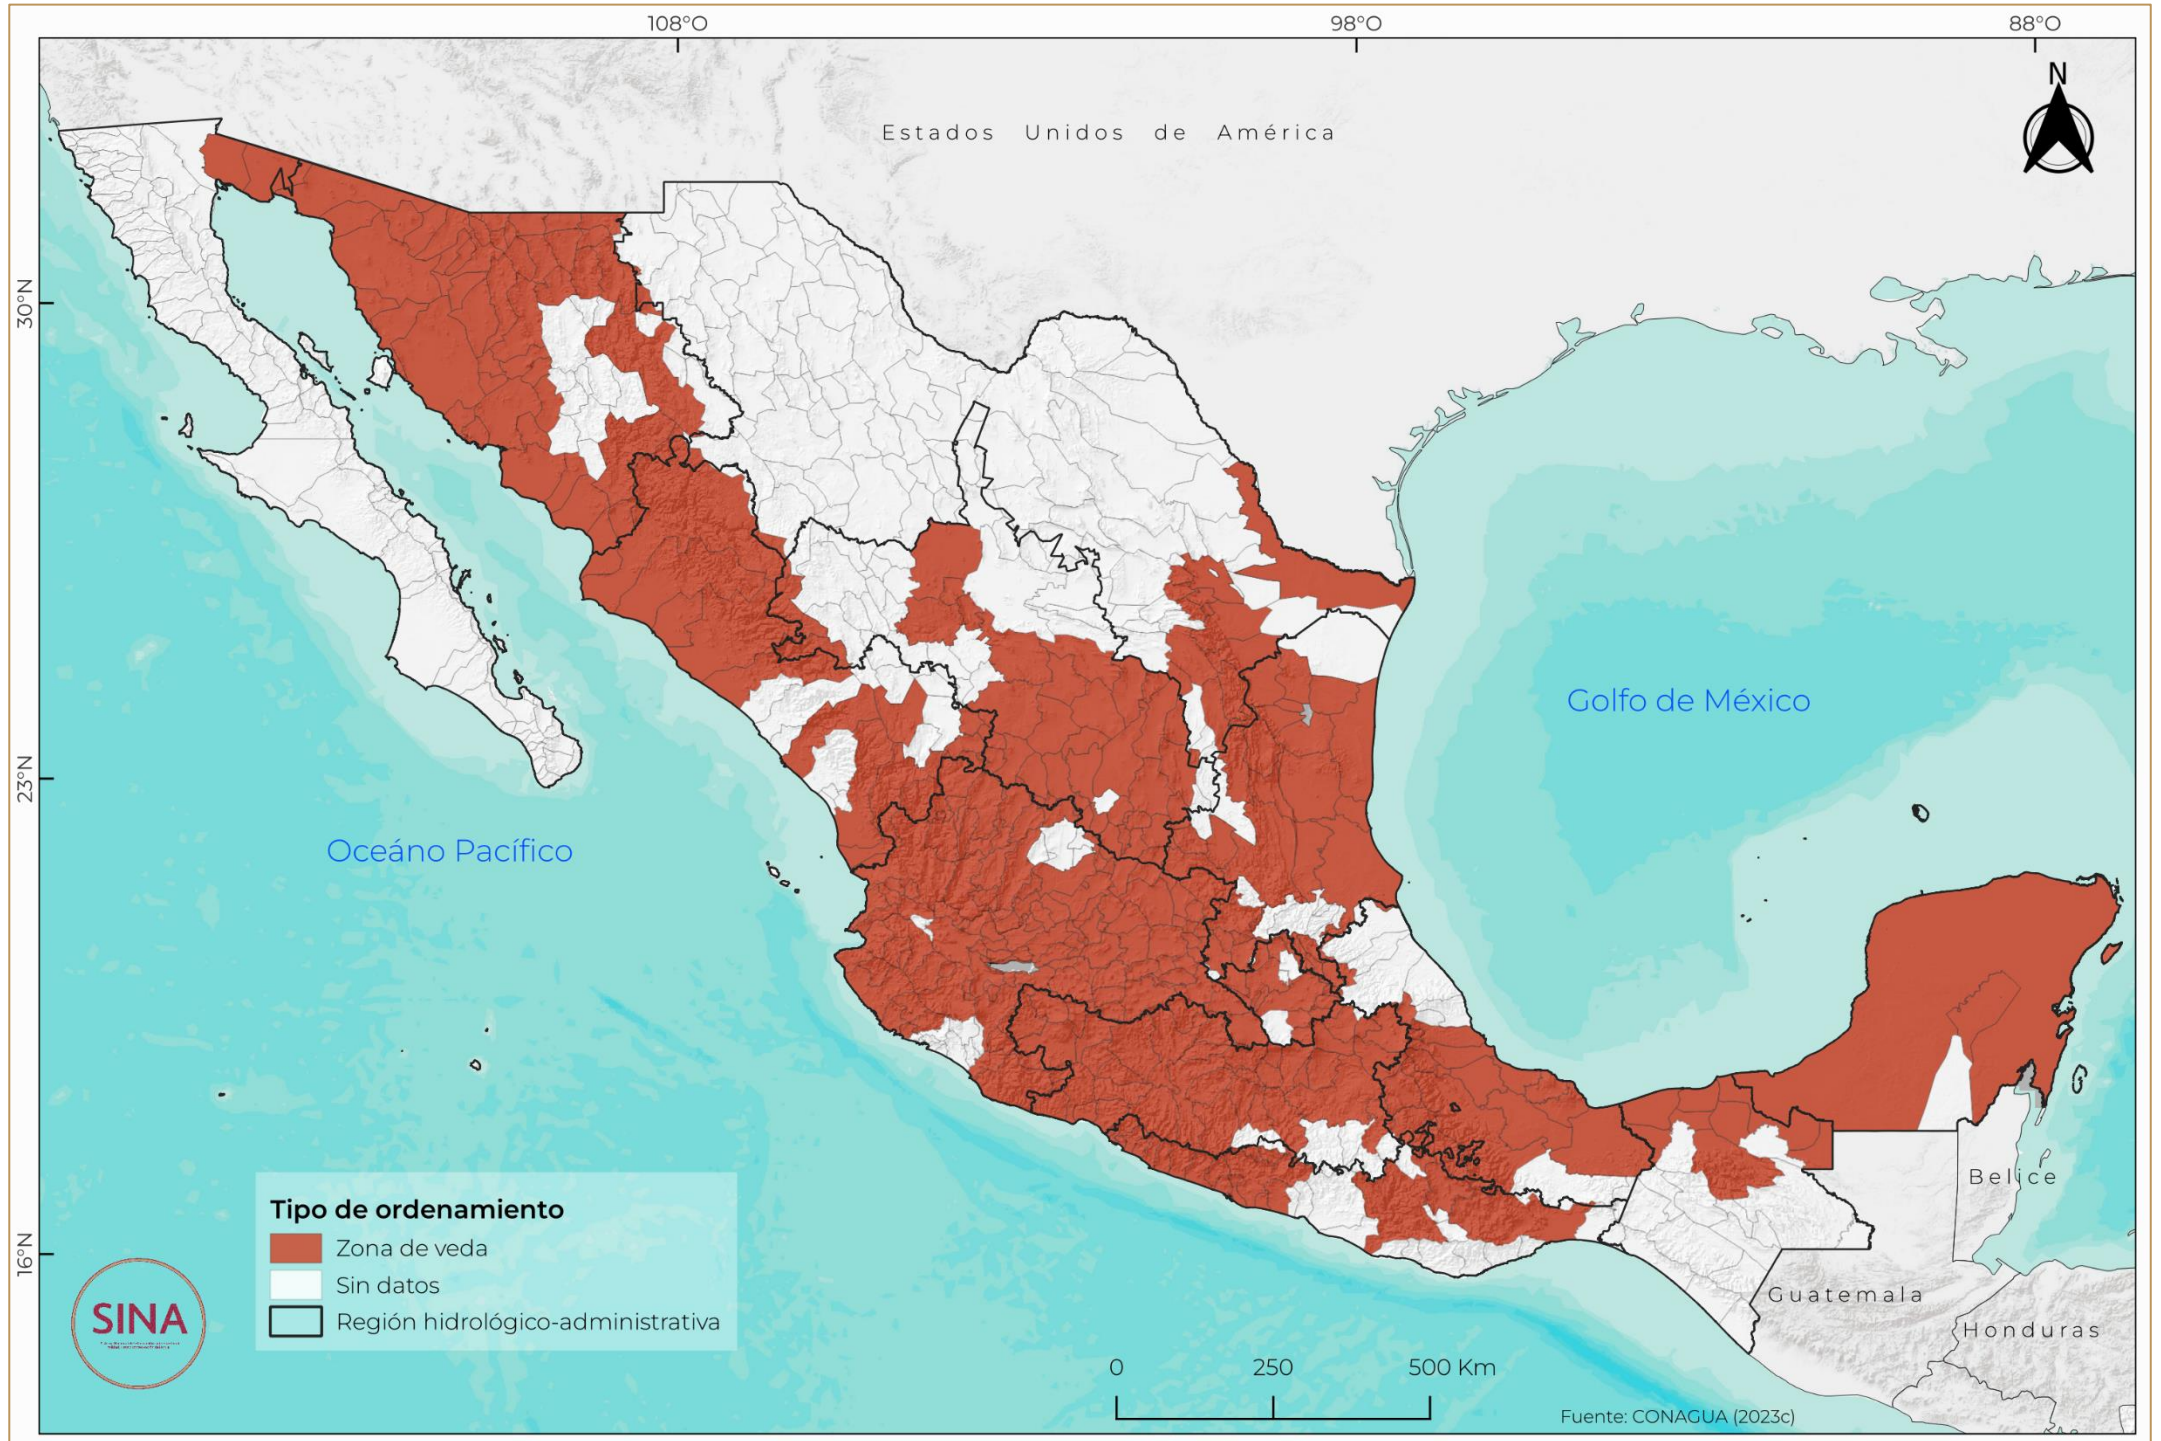 108°O
98°O
88°O
N
Estados Unidos de América
30°N
Golfo de México
23°N
Oceáno Pacífico
Belice
Tipo de ordenamiento
Zona de veda
16°N
Sin datos
SINA
Guatemala
Región hidrológico-administrativa
Honduras
0 250 500 Km
Fuente: CONAGUA (2023c)